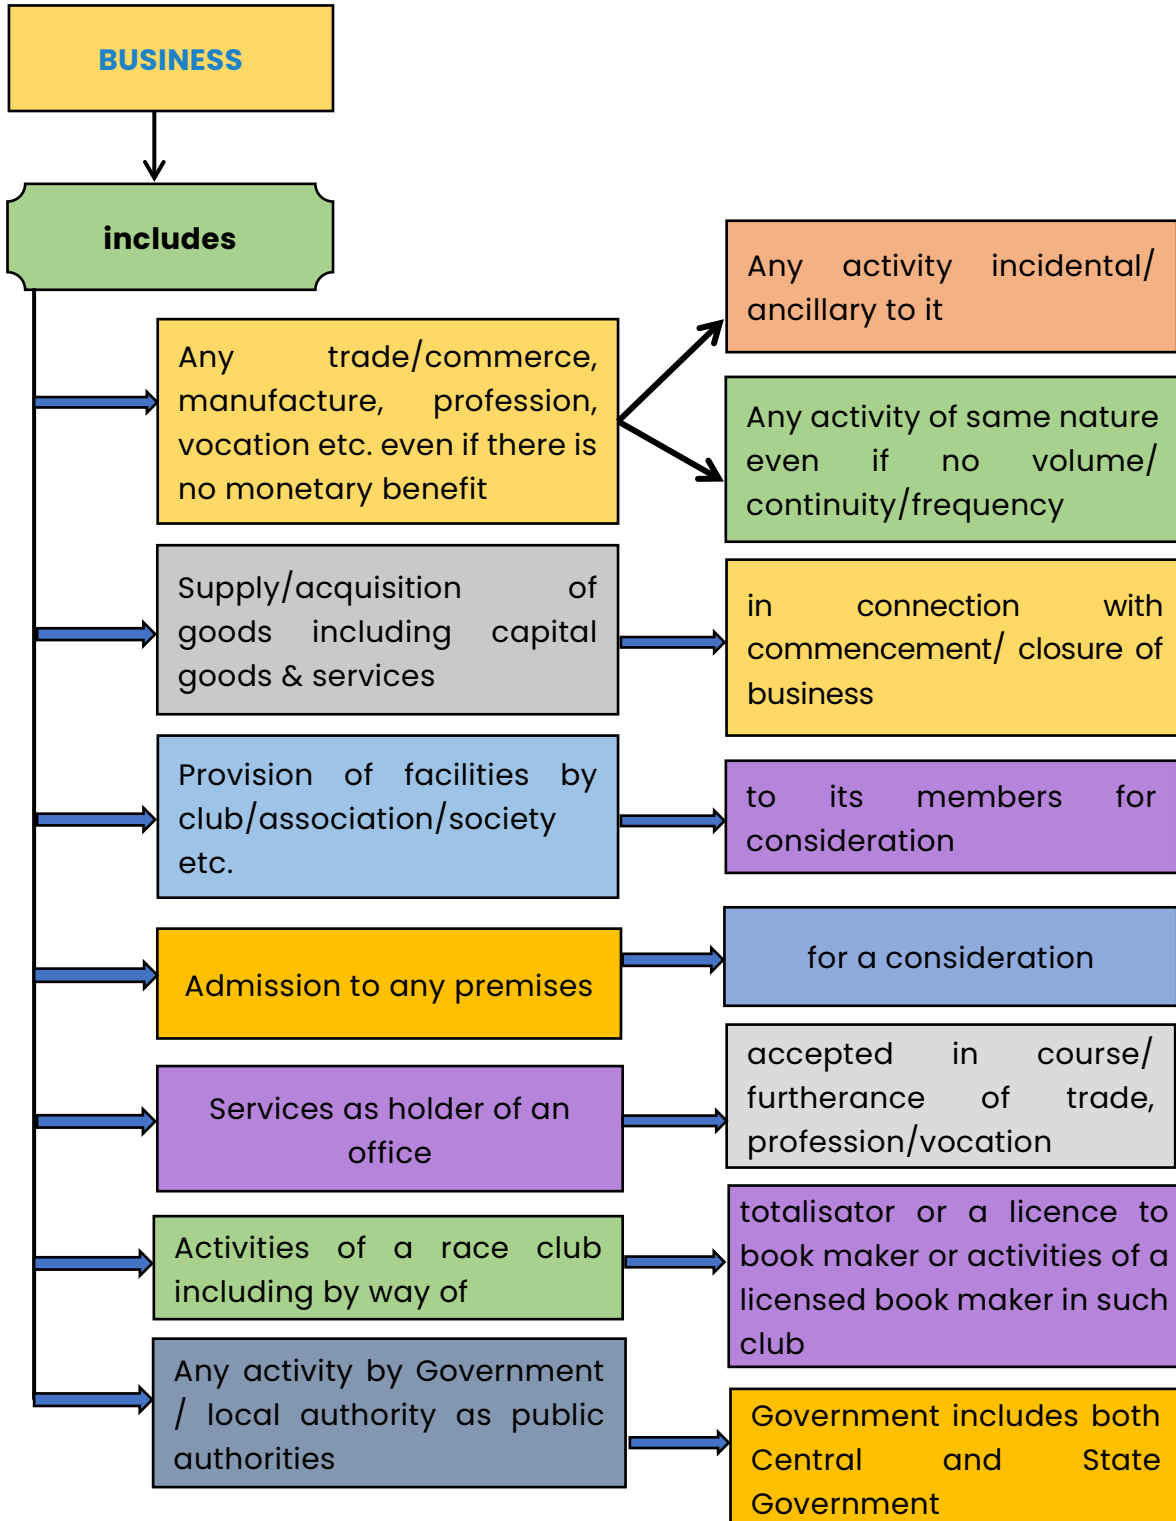 BUSINESS
includes
Any trade/commerce,
manufacture, profession,
vocation etc. even if there is
no monetary benefit
Any activity incidental/
ancillary to it
Any activity of same nature
even if no volume/
continuity/frequency
Supply/acquisition of
goods including capital
goods & services
in connection with
commencement/ closure of
business
Provision of facilities by
club/association/society
etc.
to its members for
consideration
Admission to any premises
for a consideration
Services as holder of an
office
accepted in course/
furtherance of trade,
profession/vocation
Activities of a race club
including by way of
totalisator or a licence to
book maker or activities of a
licensed book maker in such
club
Any activity by Government
/ local authority as public
authorities
Government includes both
Central and State
Government